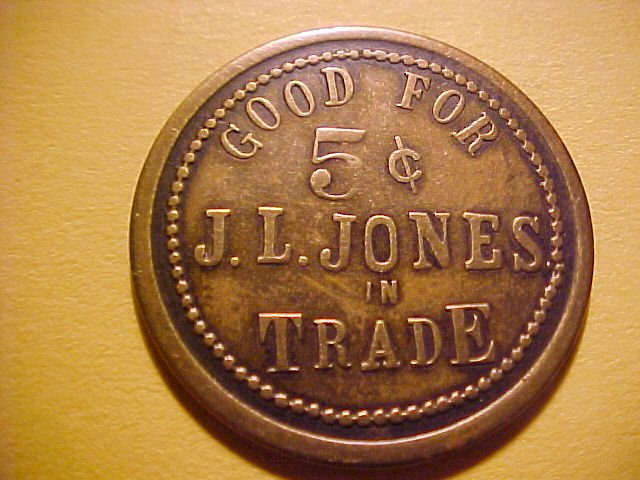 GOOD FOR
5 ¢
J. L. JONES
IN
TRADE